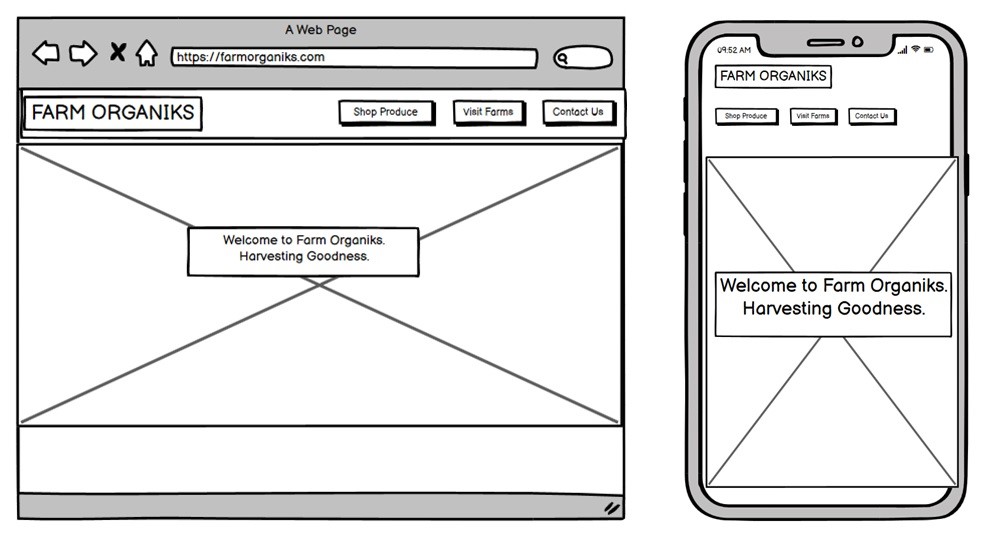 A Web Page
https://farmorganiks.com
FARM ORGANIKS
Shop Produce
Visit Farms
Contact Us
Welcome to Farm Organiks.
Harvesting Goodness.
09:52 AM
FARM ORGANIKS
Shop Produce
Visit Farms
Contact Us
Welcome to Farm Organiks.
Harvesting Goodness.